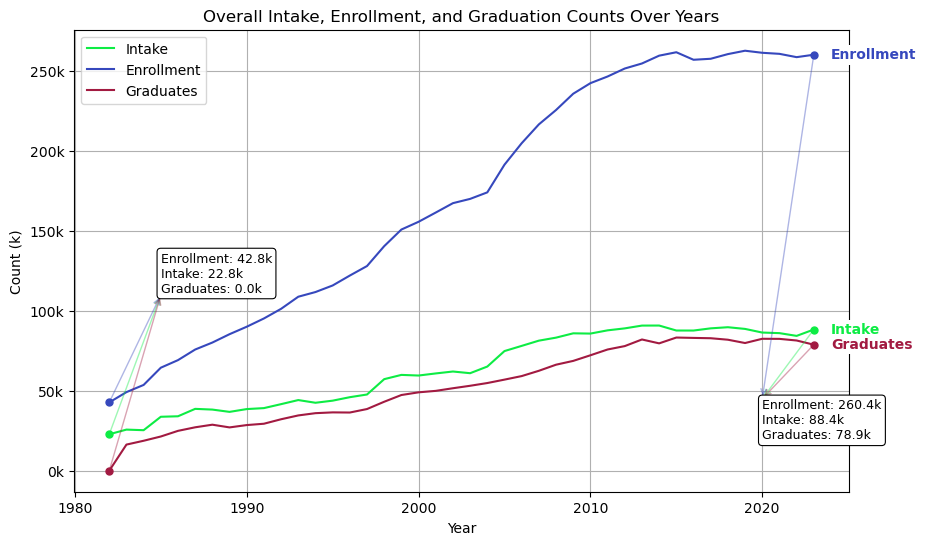 Overall Intake, Enrollment, and Graduation Counts Over Years
Intake
Enrollment
Graduates
Enrollment
250k
200k
150k
100k
50k
0k
Count (k)
Enrollment: 42.8k
Intake: 22.8k
Graduates: 0.0k
Intake
Graduates
Enrollment: 260.4k
Intake: 88.4k
Graduates: 78.9k
1980
1990
2000
2010
2020
Year